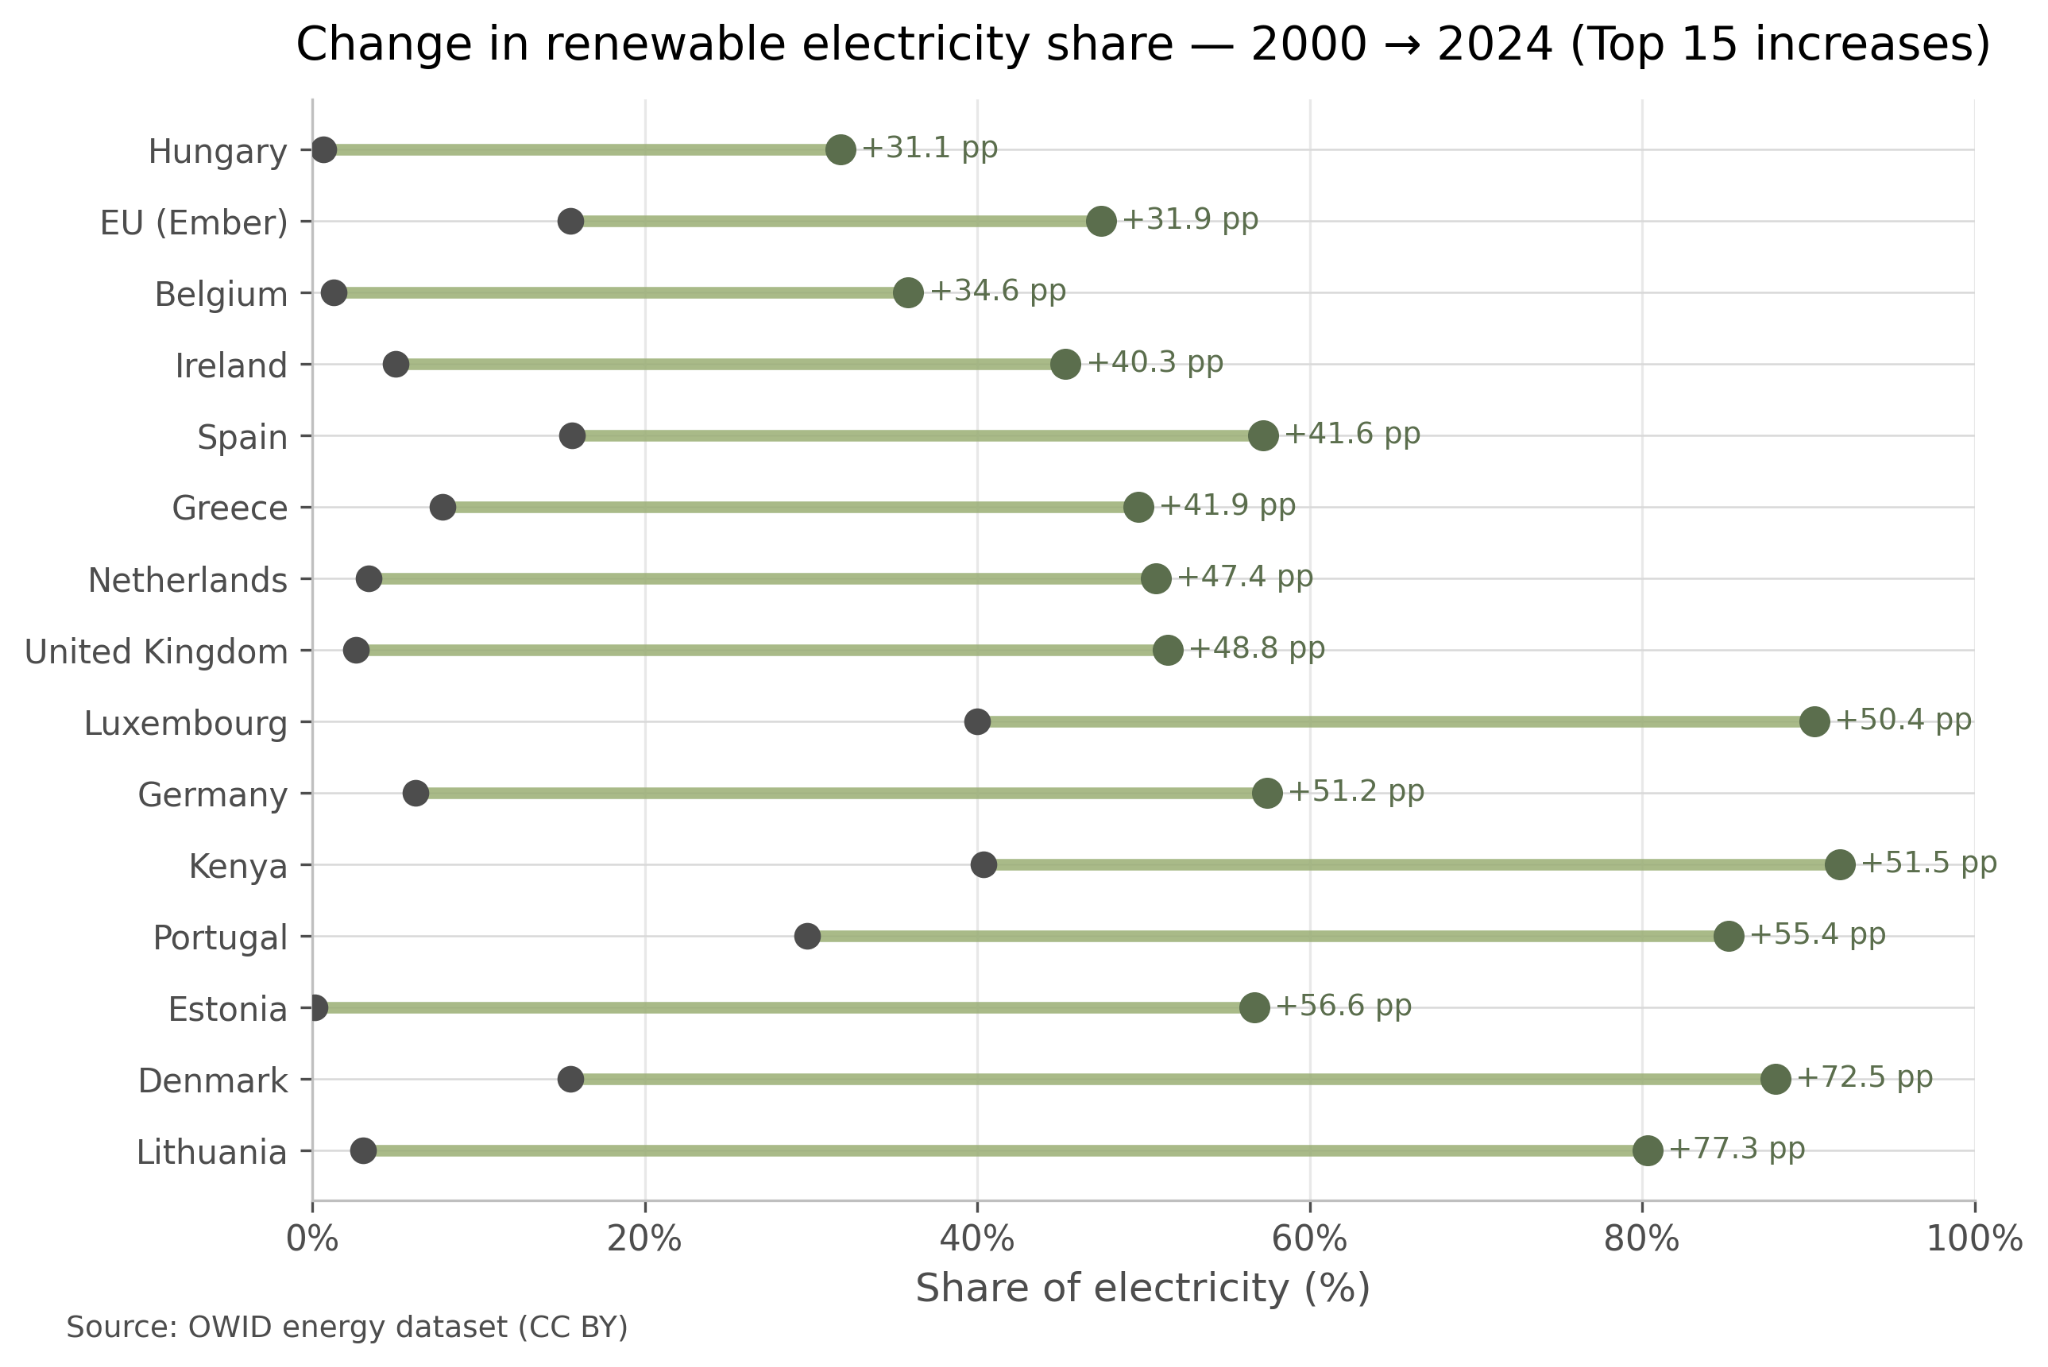 Change in renewable electricity share — 2000 → 2024 (Top 15 increases)
Hungary +31.1 pp
EU (Ember) +31.9 pp
Belgium +34.6 pp
Ireland +40.3 pp
Spain +41.6 pp
Greece +41.9 pp
Netherlands +47.4 pp
United Kingdom +48.8 pp
Luxembourg +50.4 pp
Germany +51.2 pp
Kenya +51.5 pp
Portugal +55.4 pp
Estonia +56.6 pp
Denmark +72.5 pp
Lithuania +77.3 pp
0% 20% 40% 60% 80% 100%
Share of electricity (%)
Source: OWID energy dataset (CC BY)